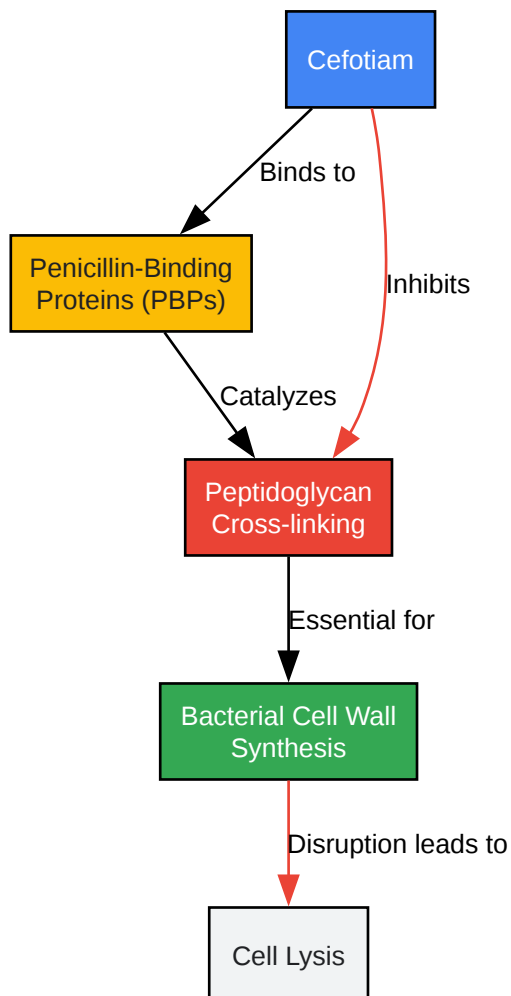 Cefotiam
Binds to
Penicillin-Binding
Proteins (PBPs)
Inhibits
Catalyzes
Peptidoglycan
Cross-linking
Essential for
Bacterial Cell Wall
Synthesis
Disruption leads to
Cell Lysis